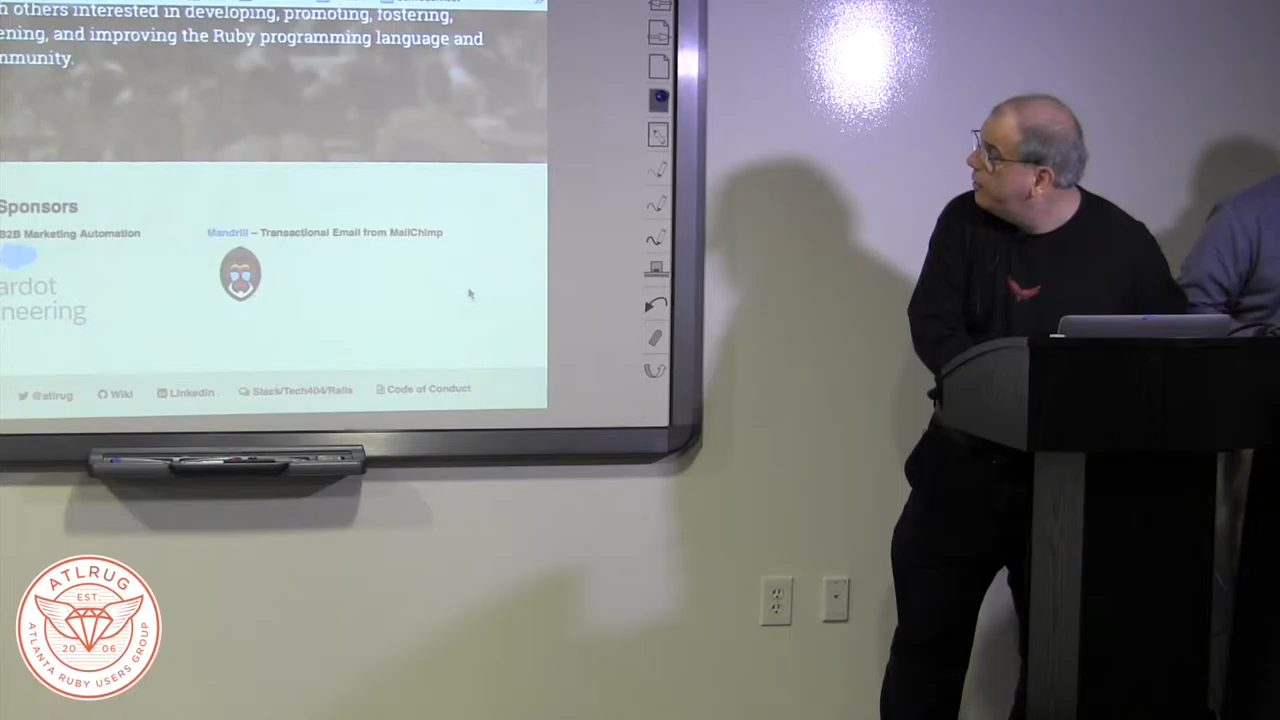 others interested in developing, promoting, fostering,
ening, and improving the Ruby programming language and
mmunity.
Sponsors
B2B Marketing Automation
Mandrill – Transactional Email from MailChimp
ardot
neering
@atlrug Wiki LinkedIn Slack/Tech404/Rails Code of Conduct
ATLRUG
EST.
20 06
ATLANTA RUBY USERS GROUP